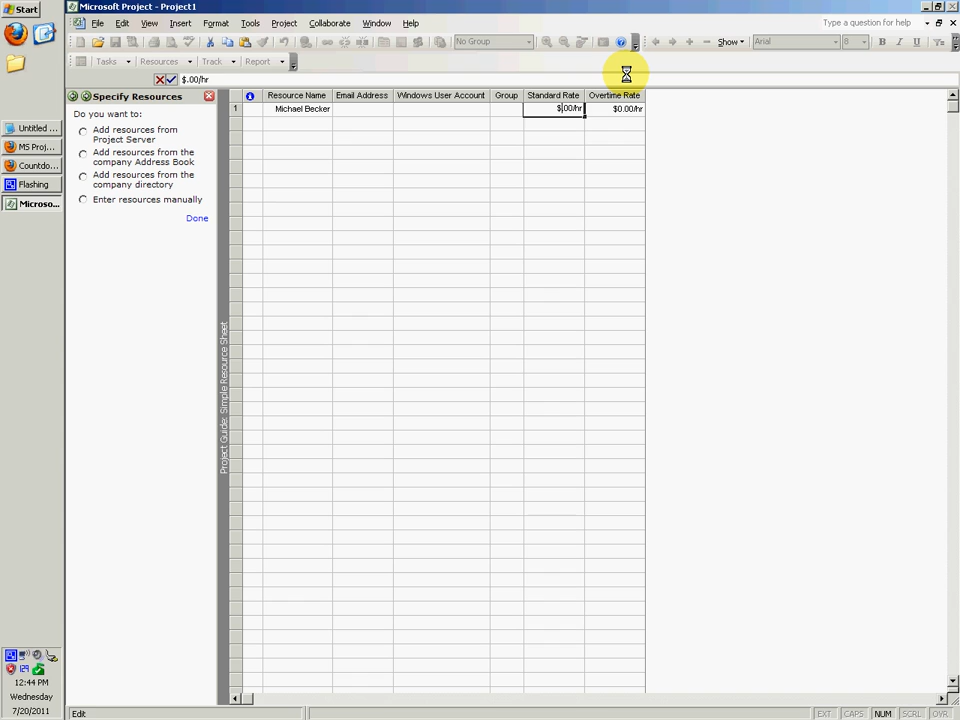 Start
Microsoft Project - Project1
File Edit View Insert Format Tools Project Collaborate Window Help
Type a question for help
No Group
Show
Arial
8
B I U
Tasks Resources Track Report
$.00/hr
Specify Resources
Do you want to:
Add resources from
Project Server
Add resources from the
company Address Book
Add resources from the
company directory
Enter resources manually
Done
Project Guide: Simple Resource Sheet
Resource Name Email Address Windows User Account Group Standard Rate Overtime Rate
1 Michael Becker $.00/hr $0.00/hr
Untitled ...
MS Proj...
Countdo...
Flashing
Microso...
12:44 PM
Wednesday
7/20/2011
Edit
EXT CAPS NUM SCRL OVR